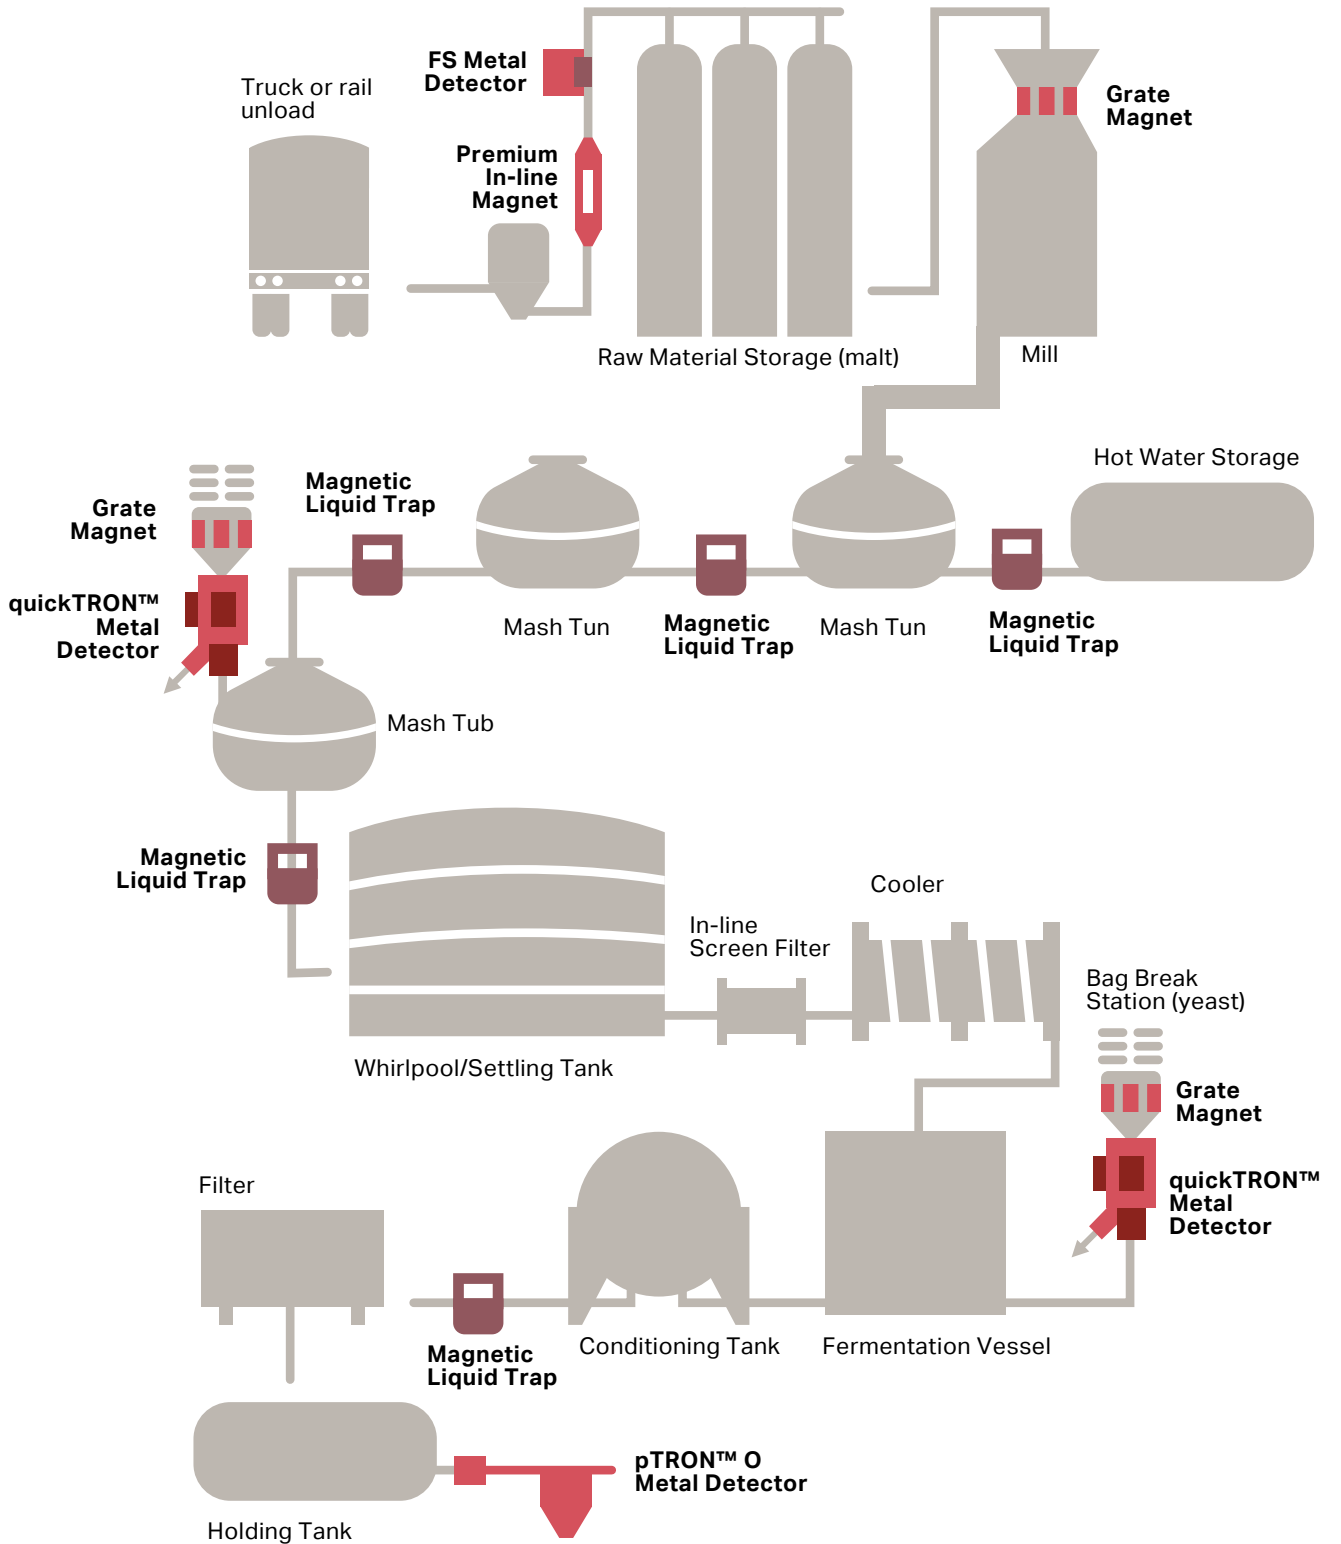 FS Metal
Detector
Truck or rail
unload
Grate
Magnet
Premium
In-line
Magnet
Raw Material Storage (malt)
Mill
Hot Water Storage
Magnetic
Liquid Trap
Grate
Magnet
quickTRON™
Metal
Detector
Mash Tun
Magnetic
Liquid Trap
Mash Tun
Magnetic
Liquid Trap
Mash Tub
Magnetic
Liquid Trap
Cooler
In-line
Screen Filter
Bag Break
Station (yeast)
Whirlpool/Settling Tank
Grate
Magnet
quickTRON™
Metal
Detector
Filter
Magnetic
Liquid Trap
Conditioning Tank
Fermentation Vessel
pTRON™ O
Metal Detector
Holding Tank